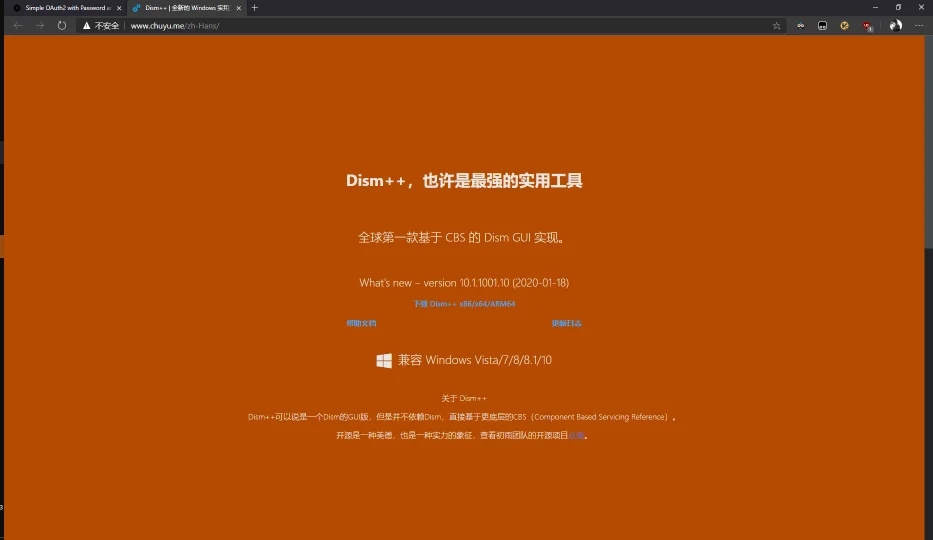 Simple OAuth2 with Password an
Dism++ | 全新的 Windows 实用
不安全 | www.chuyu.me/zh-Hans/
Dism++，也许是最强的实用工具
全球第一款基于 CBS 的 Dism GUI 实现。
What's new – version 10.1.1001.10 (2020-01-18)
下载 Dism++ x86/x64/ARM64
帮助文档 更新日志
兼容 Windows Vista/7/8/8.1/10
关于 Dism++
Dism++可以说是一个Dism的GUI版，但是并不依赖Dism，直接基于更底层的CBS（Component Based Servicing Reference）。
开源是一种美德，也是一种实力的象征，查看初雨团队的开源项目。
3